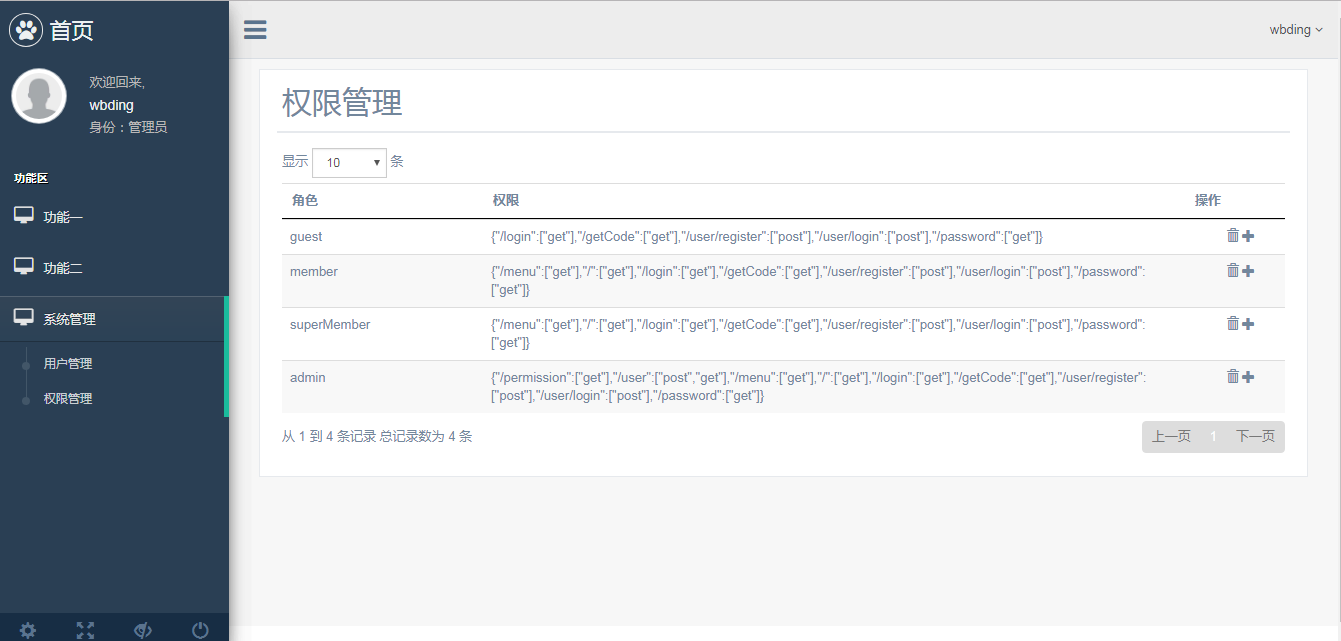 首页
wbding
欢迎回来,
wbding
身份：管理员
功能区
功能一
功能二
系统管理
用户管理
权限管理
权限管理
显示 10 条
角色 权限 操作
guest {"/login":["get"],"/getCode":["get"],"/user/register":["post"],"/user/login":["post"],"/password":["get"]}
member {"/menu":["get"],"/":["get"],"/login":["get"],"/getCode":["get"],"/user/register":["post"],"/user/login":["post"],"/password":
["get"]}
superMember {"/menu":["get"],"/":["get"],"/login":["get"],"/getCode":["get"],"/user/register":["post"],"/user/login":["post"],"/password":
["get"]}
admin {"/permission":["get"],"/user":["post","get"],"/menu":["get"],"/":["get"],"/login":["get"],"/getCode":["get"],"/user/register":
["post"],"/user/login":["post"],"/password":["get"]}
从 1 到 4 条记录 总记录数为 4 条
上一页 1 下一页